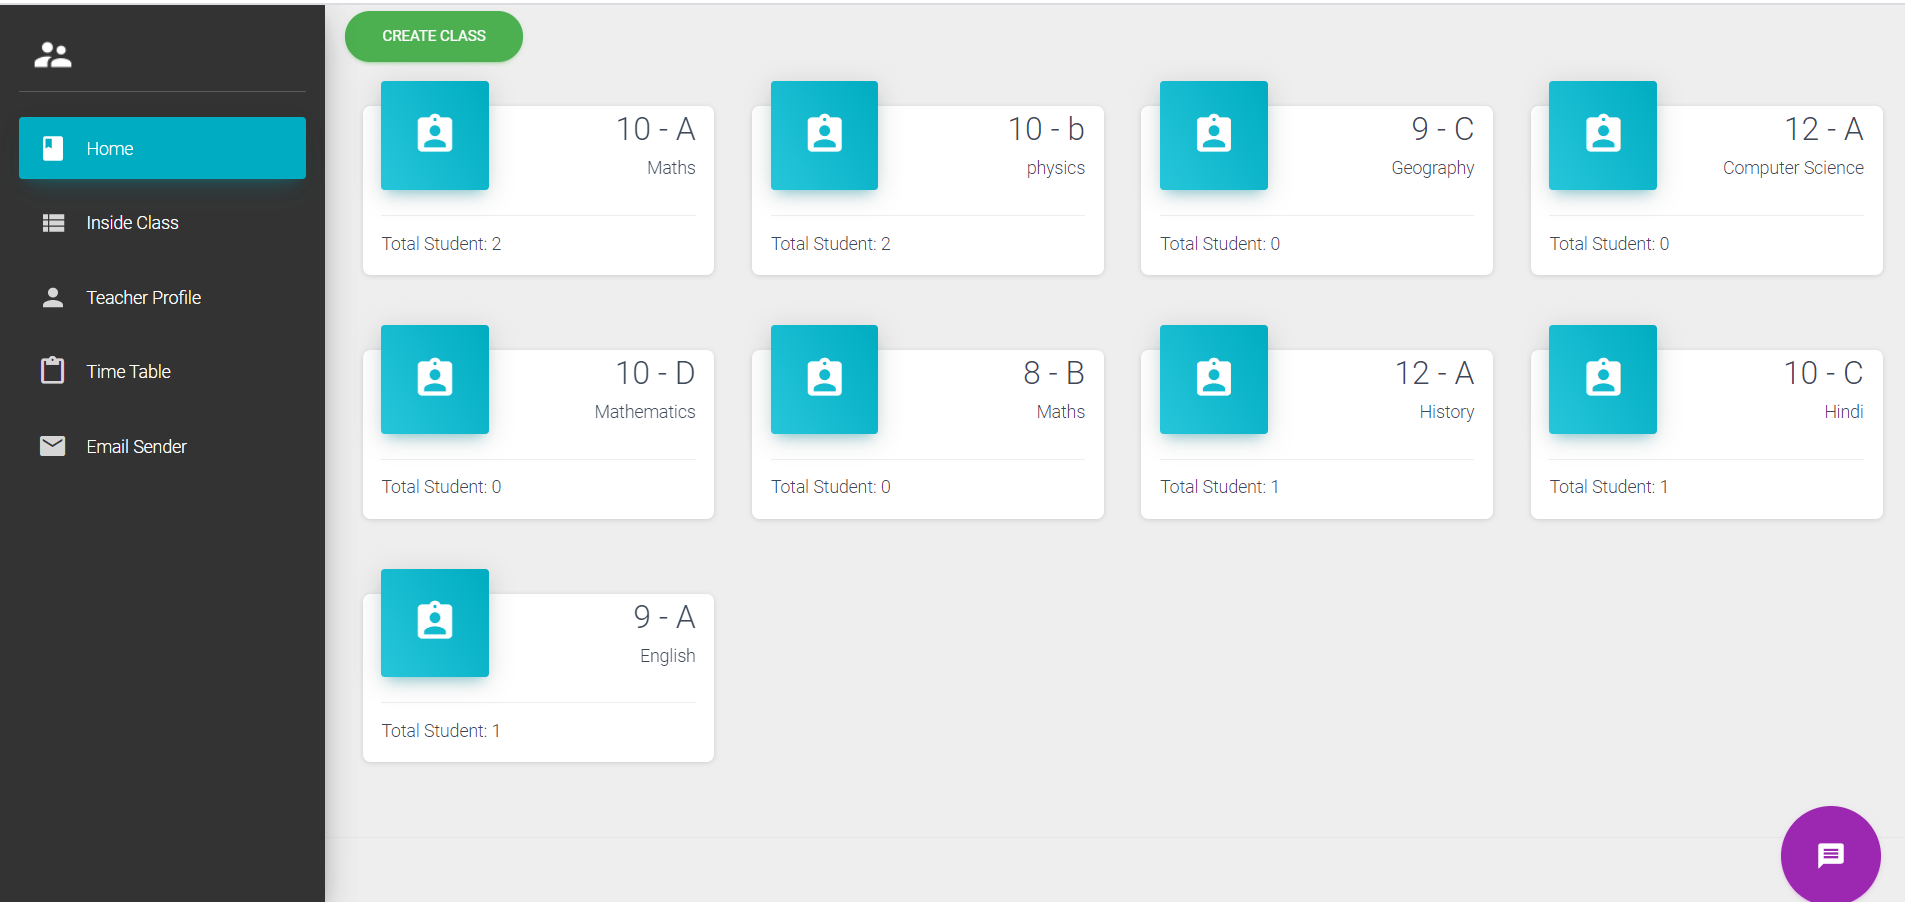 CREATE CLASS
Home
Inside Class
Teacher Profile
Time Table
Email Sender
10 - A
Maths
Total Student: 2
10 - b
physics
Total Student: 2
9 - C
Geography
Total Student: 0
12 - A
Computer Science
Total Student: 0
10 - D
Mathematics
Total Student: 0
8 - B
Maths
Total Student: 0
12 - A
History
Total Student: 1
10 - C
Hindi
Total Student: 1
9 - A
English
Total Student: 1